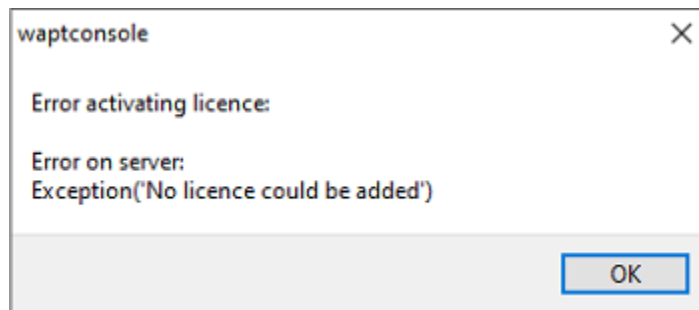 waptconsole
Error activating licence:
Error on server:
Exception('No licence could be added')
OK